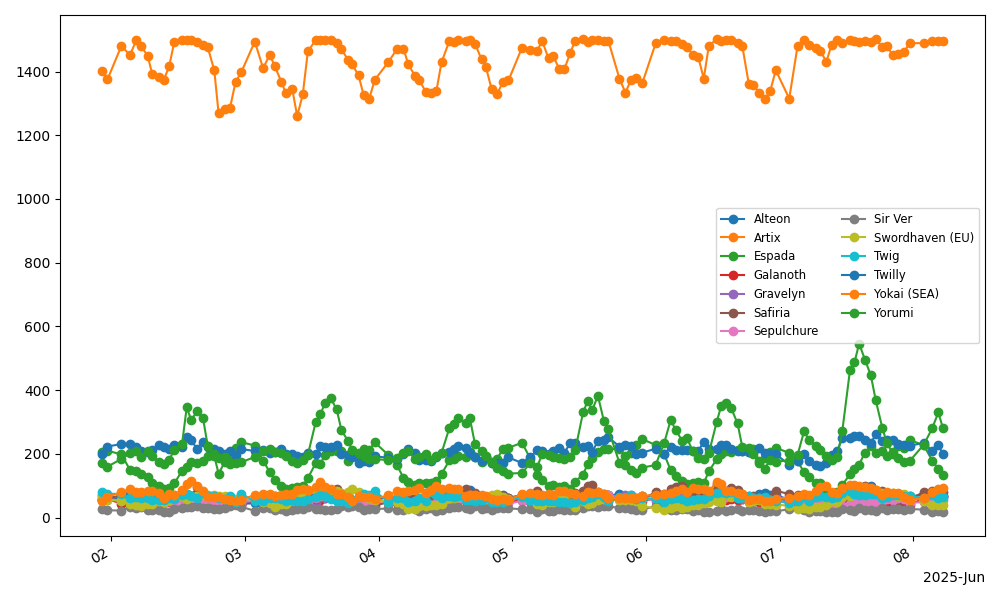 1400
1200
1000
800
600
400
200
0
Alteon
Artix
Espada
Galanoth
Gravelyn
Safiria
Sepulchure
Sir Ver
Swordhaven (EU)
Twig
Twilly
Yokai (SEA)
Yorumi
02
03
04
05
06
07
08
2025-Jun